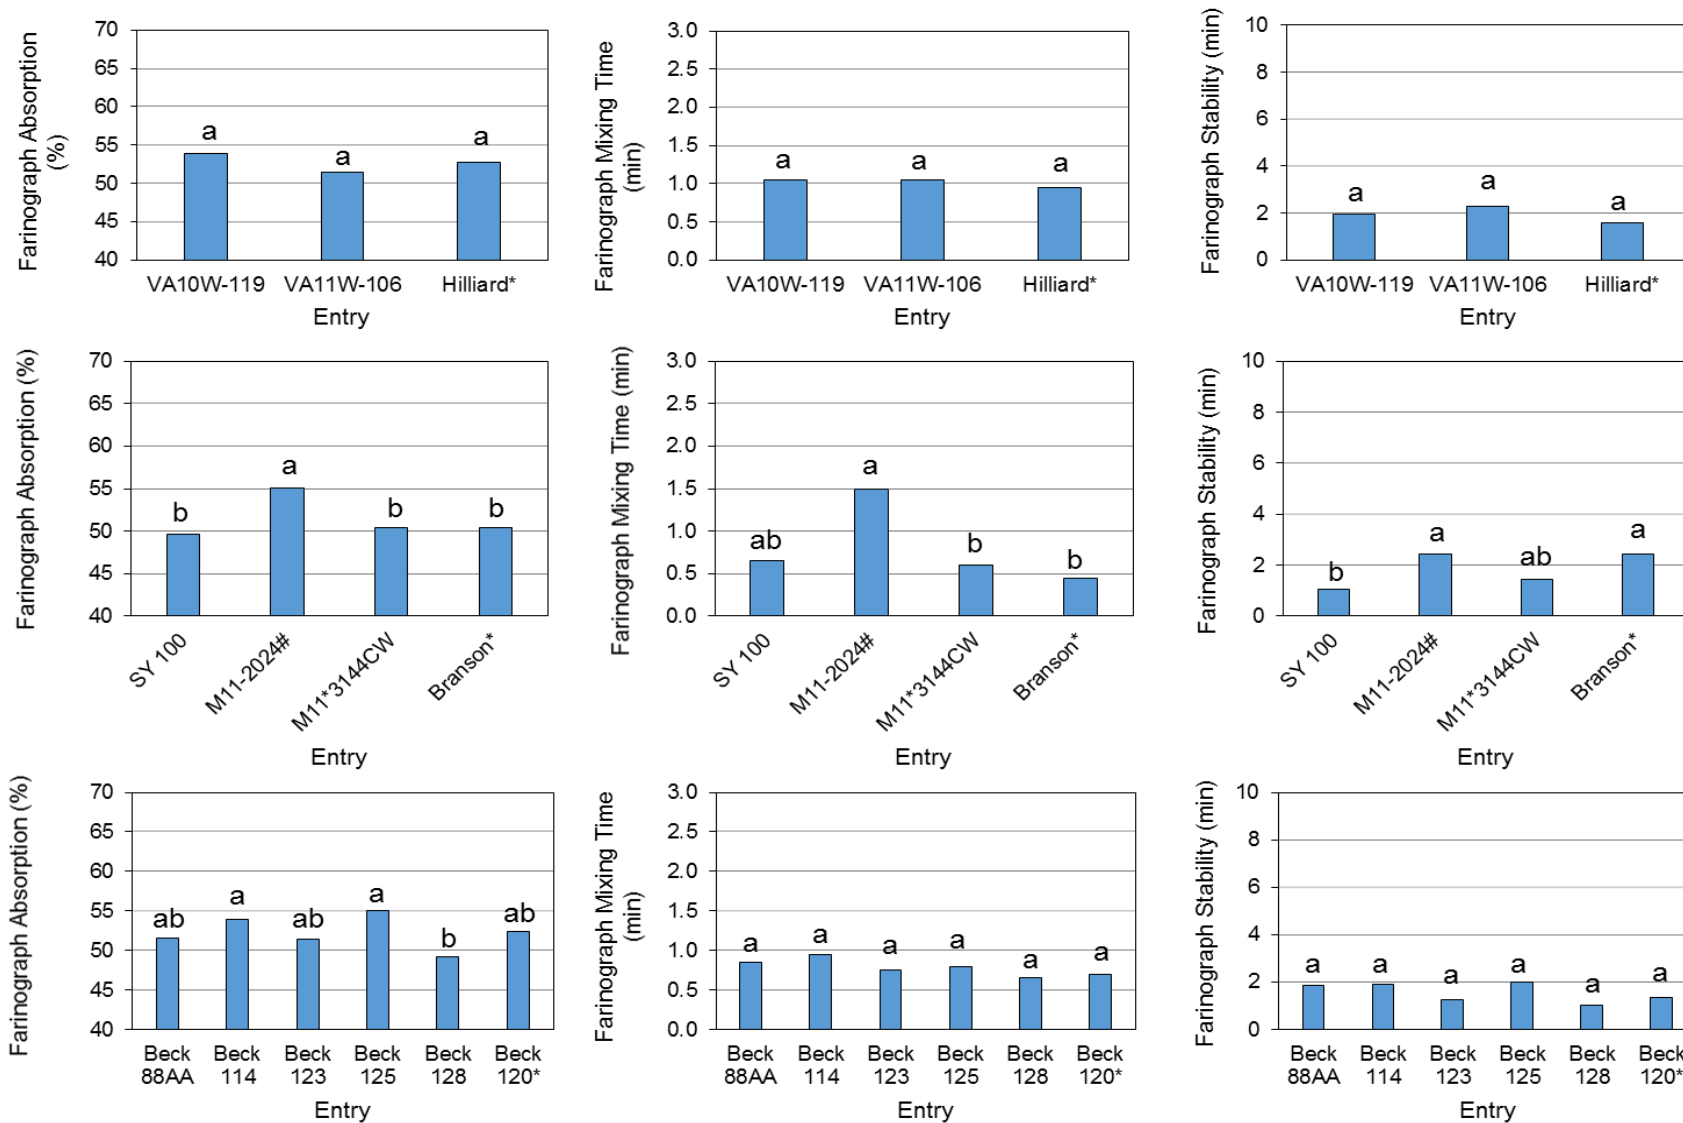 Farinograph Absorption
(%)
70
65
60
55
50
45
40
a
a
a
VA10W-119
VA11W-106
Hilliard*
Entry
Farinograph Mixing Time
(min)
3.0
2.5
2.0
1.5
1.0
0.5
0.0
a
a
a
VA10W-119
VA11W-106
Hilliard*
Entry
Farinograph Stability (min)
10
8
6
4
2
0
a
a
a
VA10W-119
VA11W-106
Hilliard*
Entry
Farinograph Absorption (%)
70
65
60
55
50
45
40
b
a
b
b
SY 100
M11-2024#
M11*3144CW
Branson*
Entry
Farinograph Mixing Time (min)
3.0
2.5
2.0
1.5
1.0
0.5
0.0
ab
a
b
b
SY 100
M11-2024#
M11*3144CW
Branson*
Entry
Farinograph Stability (min)
10
8
6
4
2
0
b
a
ab
a
SY 100
M11-2024#
M11*3144CW
Branson*
Entry
Farinograph Absorption (%)
70
65
60
55
50
45
40
ab
a
ab
a
b
ab
Beck
88AA
Beck
114
Beck
123
Beck
125
Beck
128
Beck
120*
Entry
Farinograph Mixing Time
(min)
3.0
2.5
2.0
1.5
1.0
0.5
0.0
a
a
a
a
a
a
Beck
88AA
Beck
114
Beck
123
Beck
125
Beck
128
Beck
120*
Entry
Farinograph Stability (min)
10
8
6
4
2
0
a
a
a
a
a
a
Beck
88AA
Beck
114
Beck
123
Beck
125
Beck
128
Beck
120*
Entry